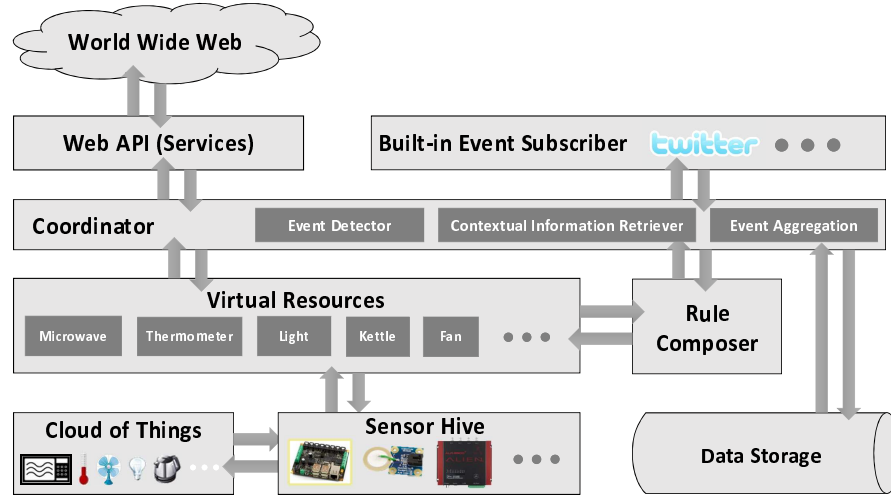 World Wide Web
Web API (Services)
Built-in Event Subscriber twitter
Coordinator
Event Detector
Contextual Information Retriever
Event Aggregation
Virtual Resources
Microwave
Thermometer
Light
Kettle
Fan
Rule
Composer
Cloud of Things
Sensor Hive
Data Storage